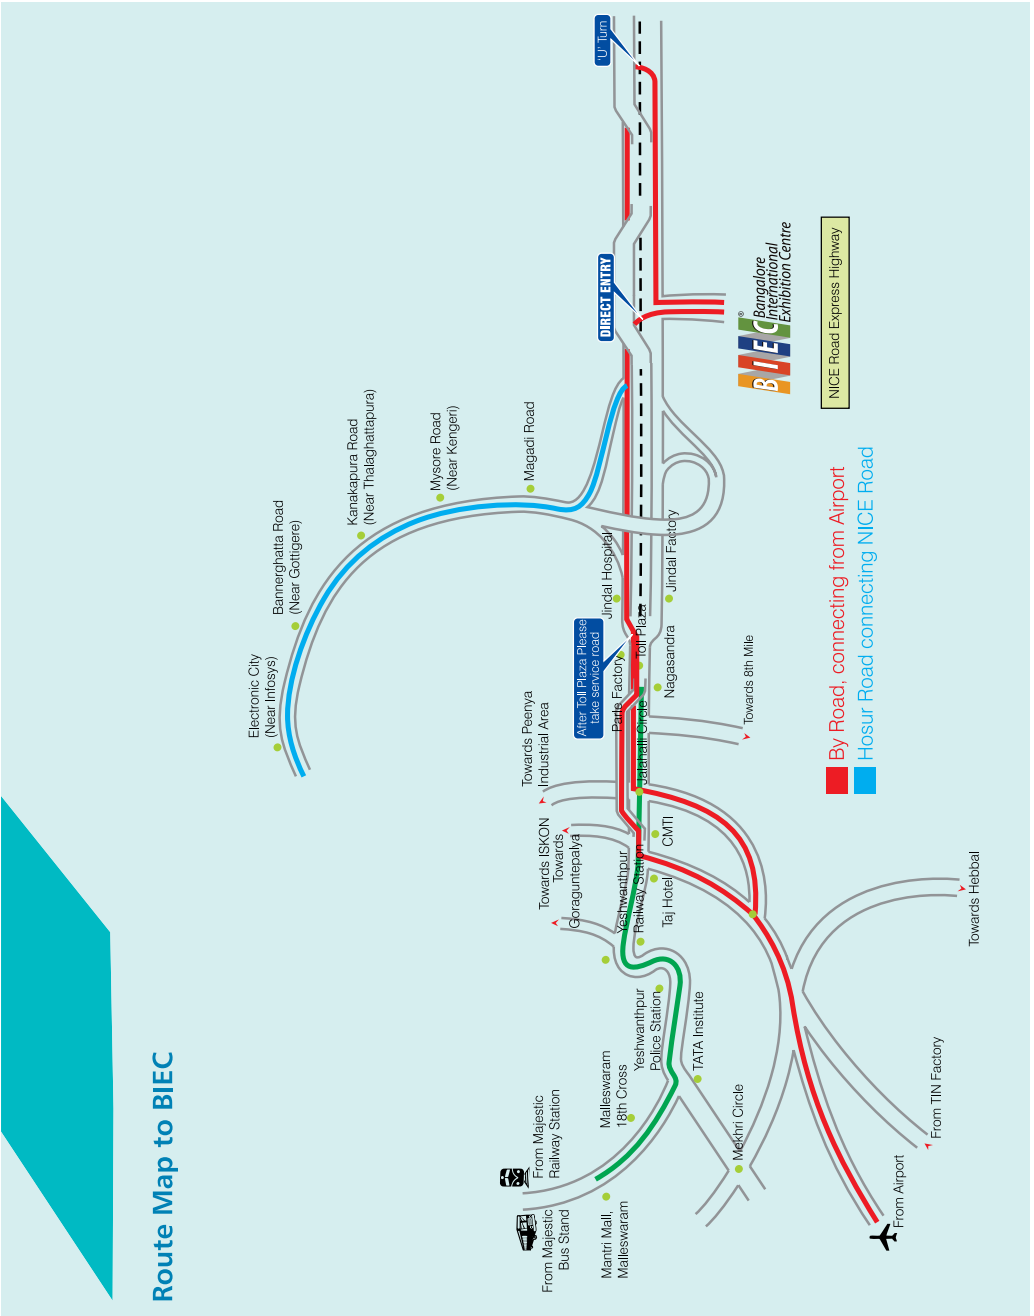 Route Map to BIEC
Electronic City
(Near Infosys)
Bannerghatta Road
(Near Gottigere)
Kanakapura Road
(Near Thalaghattapura)
Mysore Road
(Near Kengeri)
Magadi Road
From Majestic
Bus Stand
From Majestic
Railway Station
Mantri Mall,
Malleswaram
Malleswaram
18th Cross
Yeshwanthpur
Police Station
TATA Institute
Mekhri Circle
Towards ISKON
Towards
Goraguntepalya
Towards Peenya
Industrial Area
Yeshwanthpur
Railway Station
Taj Hotel
CMTI
Jalahalli Circle
Parle Factory
After Toll Plaza Please
take service road
Toll Plaza
Nagasandra
Jindal Hospital
Jindal Factory
Towards 8th Mile
DIRECT ENTRY
'U' Turn
BIEC®
Bangalore
International
Exhibition Centre
NICE Road Express Highway
By Road, connecting from Airport
Hosur Road connecting NICE Road
From Airport
From TIN Factory
Towards Hebbal